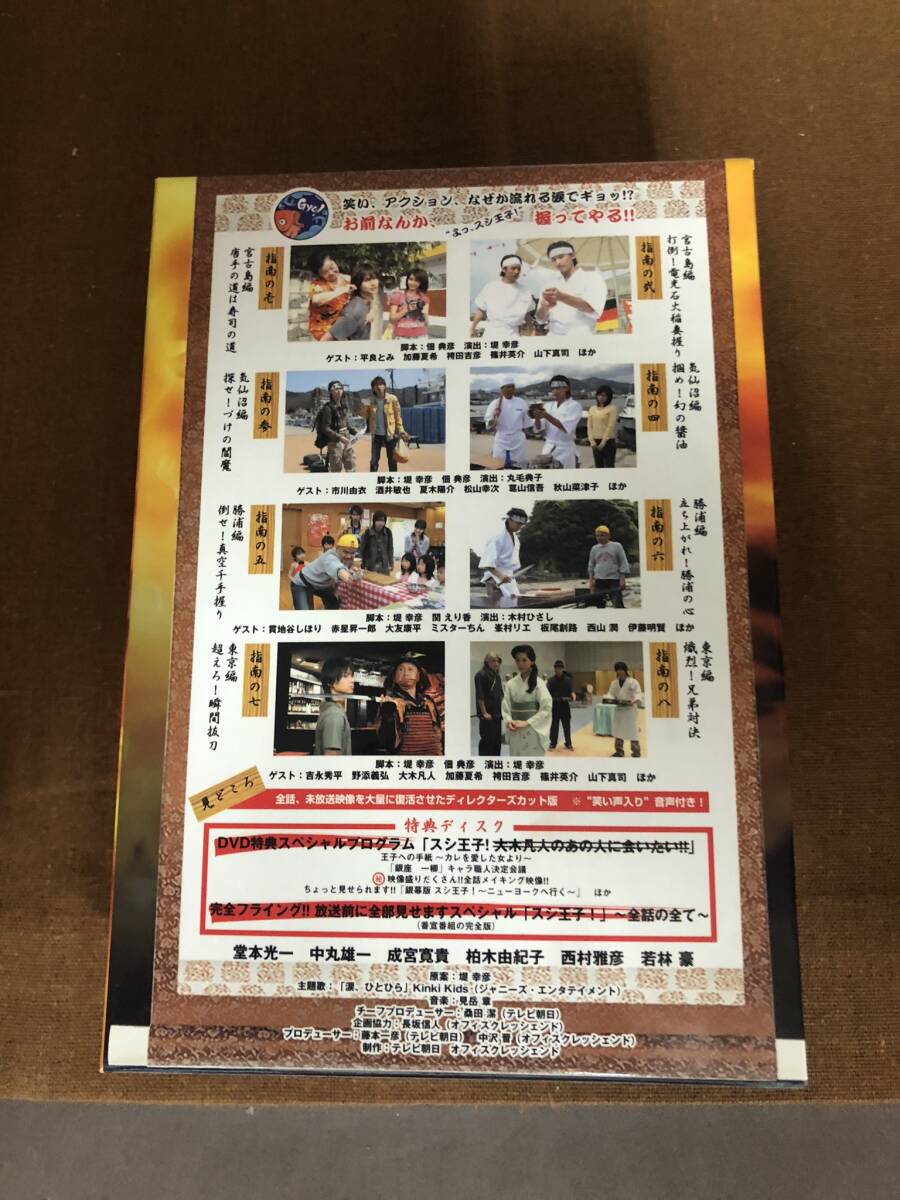 Gyo!
笑い、アクション、なぜか流れる涙でギョッ!?
お前なんか、“よっ、スシ王子!” 握ってやる!!
指南の壱
宮古島編
唐手の道は寿司の道
指南の弐
宮古島編
打倒!電光石火稲妻握り
脚本:佃 典彦 演出:堤 幸彦
ゲスト:平良とみ 加藤夏希 袴田吉彦 篠井英介 山下真司 ほか
指南の参
気仙沼編
探せ!づけの閻魔
指南の四
気仙沼編
掴め!幻の醤油
脚本:堤 幸彦 佃 典彦 演出:丸毛典子
ゲスト:市川由衣 酒井敏也 夏木陽介 松山幸次 葛山信吾 秋山菜津子 ほか
指南の五
勝浦編
倒せ!真空千手握り
指南の六
勝浦編
立ち上がれ!勝浦の心
脚本:堤 幸彦 関 えり香 演出:木村ひさし
ゲスト:貫地谷しほり 赤星昇一郎 大友康平 ミスターちん 峯村リエ 板尾創路 西山 潤 伊藤明賢 ほか
指南の七
東京編
超えろ!瞬間抜刀
指南の八
東京編
熾烈!兄弟対決
脚本:堤 幸彦 佃 典彦 演出:堤 幸彦
ゲスト:吉永秀平 野添義弘 大木凡人 加藤夏希 袴田吉彦 篠井英介 山下真司 ほか
見どころ
全話、未放送映像を大量に復活させたディレクターズカット版 ※“笑い声入り”音声付き!
特典ディスク
DVD特典スペシャルプログラム「スシ王子!大木凡人のあの人に会いたい!!」
王子への手紙 ～カレを愛した女より～
「銀座 一柳」キャラ職人決定会議
㊙映像盛りだくさん!!全話メイキング映像!!
ちょっと見せられます!!「銀幕版 スシ王子!～ニューヨークへ行く～」 ほか
完全フライング!! 放送前に全部見せますスペシャル「スシ王子!」～全話の全て～
(番宣番組の完全版)
堂本光一 中丸雄一 成宮寛貴 柏木由紀子 西村雅彦 若林 豪
原案:堤 幸彦
主題歌:「涙、ひとひら」Kinki Kids(ジャニーズ・エンタテイメント)
音楽:見岳 章
チーフプロデューサー:桑田 潔(テレビ朝日)
企画協力:長坂信人(オフィスクレッシェンド)
プロデューサー:藤本一彦(テレビ朝日) 中沢 晋(オフィスクレッシェンド)
制作:テレビ朝日 オフィスクレッシェンド